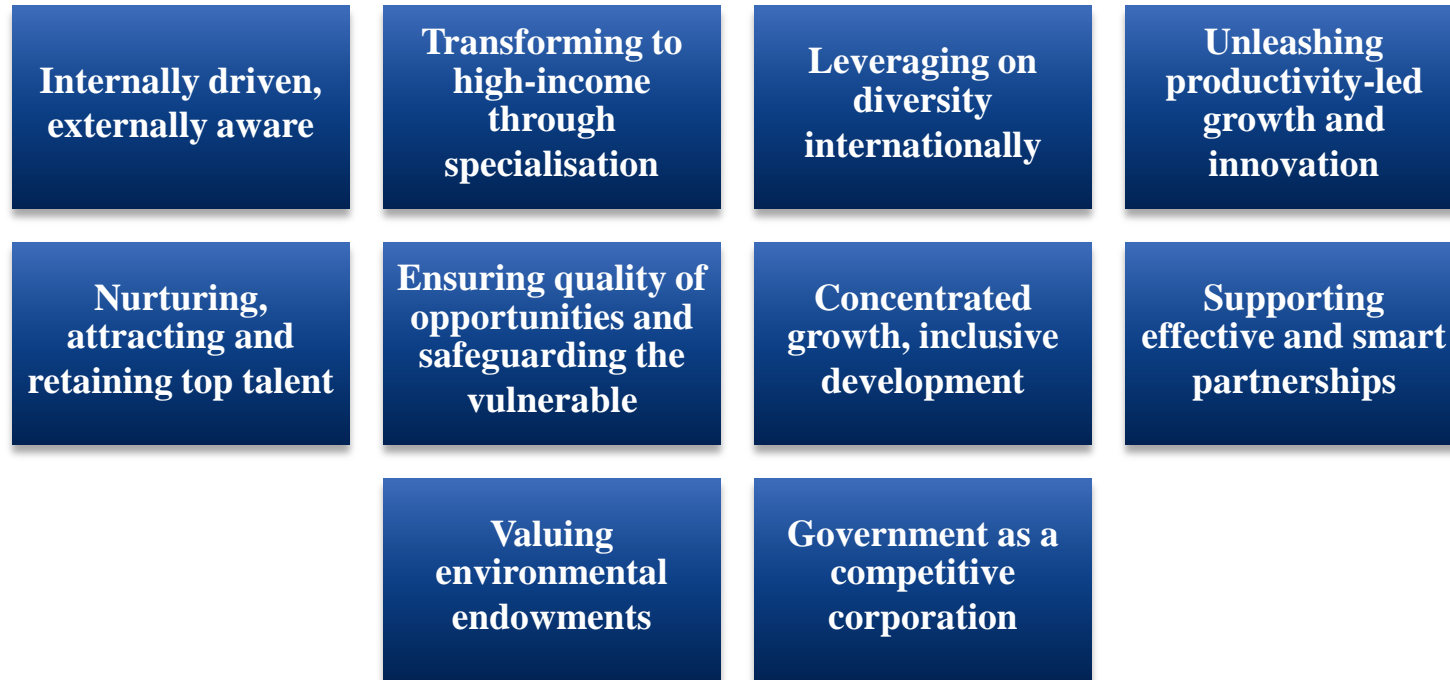 Internally driven,
externally aware
Transforming to
high-income
through
specialisation
Leveraging on
diversity
internationally
Unleashing
productivity-led
growth and
innovation
Nurturing,
attracting and
retaining top talent
Ensuring quality of
opportunities and
safeguarding the
vulnerable
Concentrated
growth, inclusive
development
Supporting
effective and smart
partnerships
Valuing
environmental
endowments
Government as a
competitive
corporation